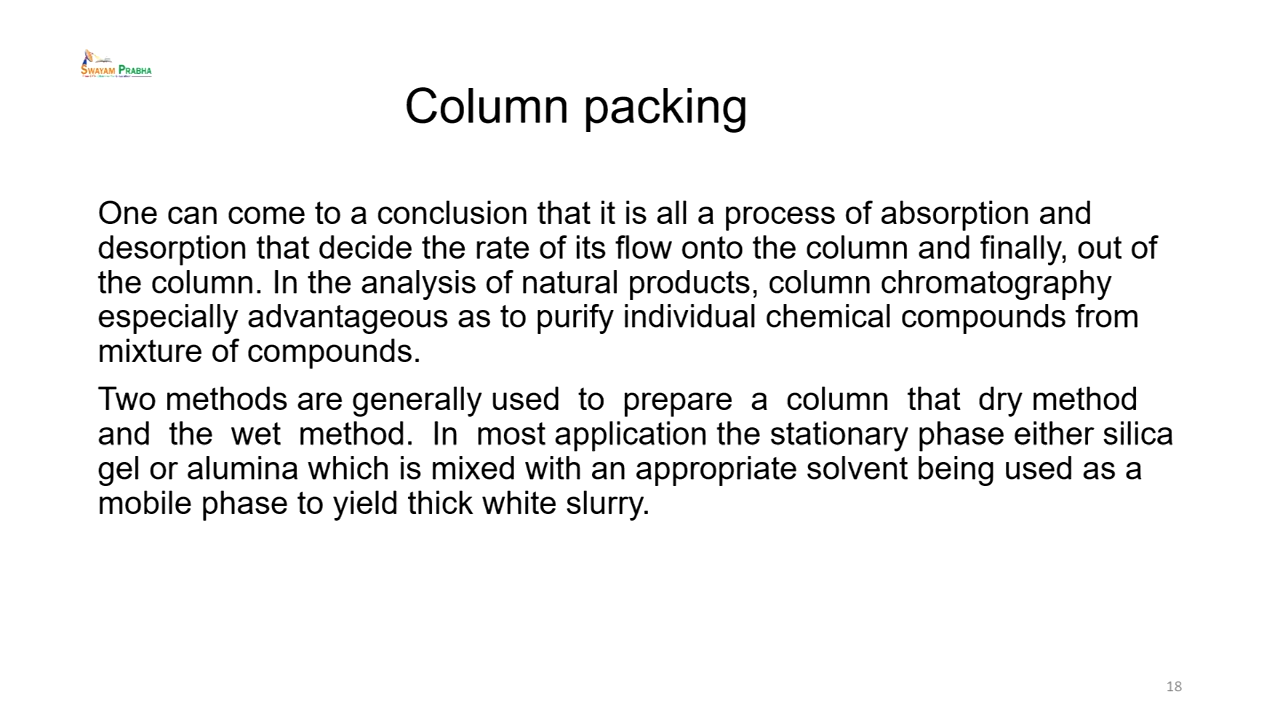 SWAYAM PRABHA
Column packing
One can come to a conclusion that it is all a process of absorption and
desorption that decide the rate of its flow onto the column and finally, out of
the column. In the analysis of natural products, column chromatography
especially advantageous as to purify individual chemical compounds from
mixture of compounds.
Two methods are generally used to prepare a column that dry method
and the wet method. In most application the stationary phase either silica
gel or alumina which is mixed with an appropriate solvent being used as a
mobile phase to yield thick white slurry.
18